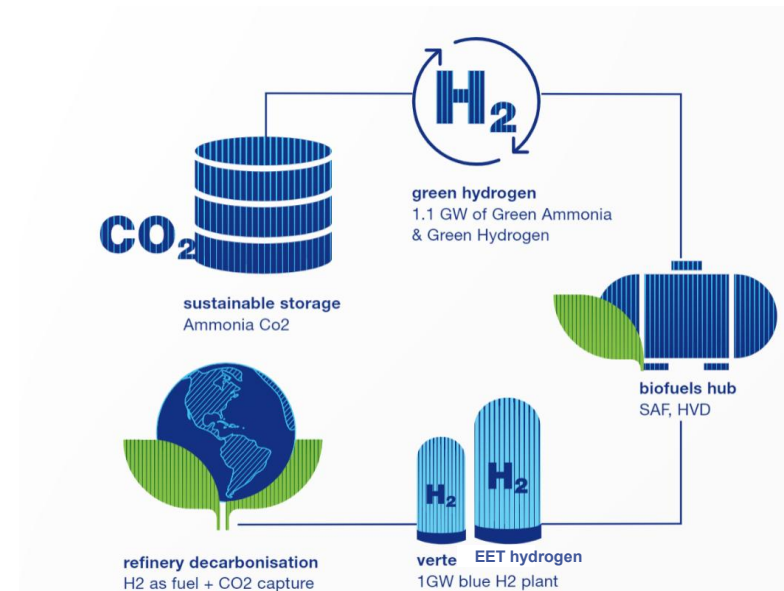 H2
green hydrogen
1.1 GW of Green Ammonia
& Green Hydrogen
CO2
sustainable storage
Ammonia Co2
biofuels hub
SAF, HVD
H2
H2
refinery decarbonisation
H2 as fuel + CO2 capture
verte EET hydrogen
1GW blue H2 plant